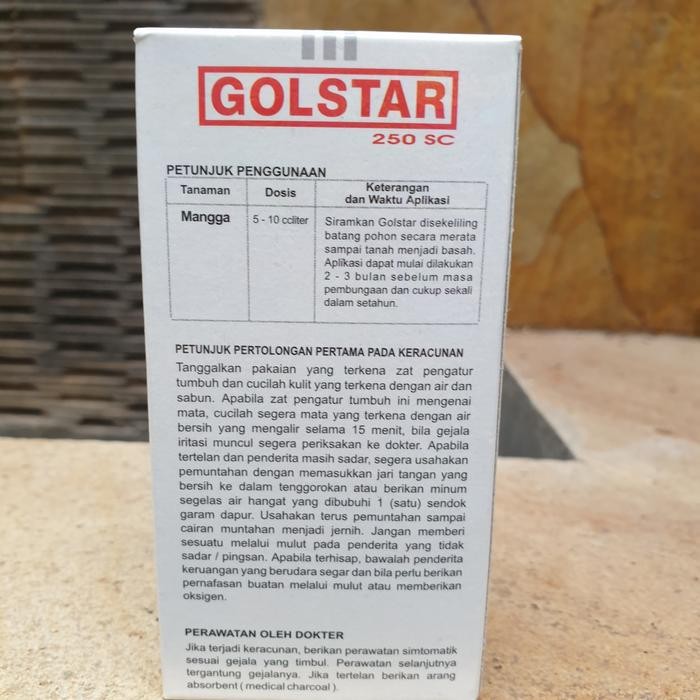 GOLSTAR
250 SC
PETUNJUK PENGGUNAAN
Tanaman
Dosis
Keterangan
dan Waktu Aplikasi
Mangga
5 - 10 ccliter
Siramkan Golstar disekeliling
batang pohon secara merata
sampai tanah menjadi basah.
Aplikasi dapat mulai dilakukan
2 - 3 bulan sebelum masa
pembungaan dan cukup sekali
dalam setahun.
PETUNJUK PERTOLONGAN PERTAMA PADA KERACUNAN
Tanggalkan pakaian yang terkena zat pengatur
tumbuh dan cucilah kulit yang terkena dengan air dan
sabun. Apabila zat pengatur tumbuh ini mengenai
mata, cucilah segera mata yang terkena dengan air
bersih yang mengalir selama 15 menit, bila gejala
iritasi muncul segera periksakan ke dokter. Apabila
tertelan dan penderita masih sadar, segera usahakan
pemuntahan dengan memasukkan jari tangan yang
bersih ke dalam tenggorokan atau berikan minum
segelas air hangat yang dibubuhi 1 (satu) sendok
garam dapur. Usahakan terus pemuntahan sampai
cairan muntahan menjadi jernih. Jangan memberi
sesuatu melalui mulut pada penderita yang tidak
sadar / pingsan. Apabila terhisap, bawalah penderita
keruangan yang berudara segar dan bila perlu berikan
pernafasan buatan melalui mulut atau memberikan
oksigen.
PERAWATAN OLEH DOKTER
Jika terjadi keracunan, berikan perawatan simtomatik
sesuai gejala yang timbul. Perawatan selanjutnya
tergantung gejalanya. Jika tertelan berikan arang
absorbent ( medical charcoal ).